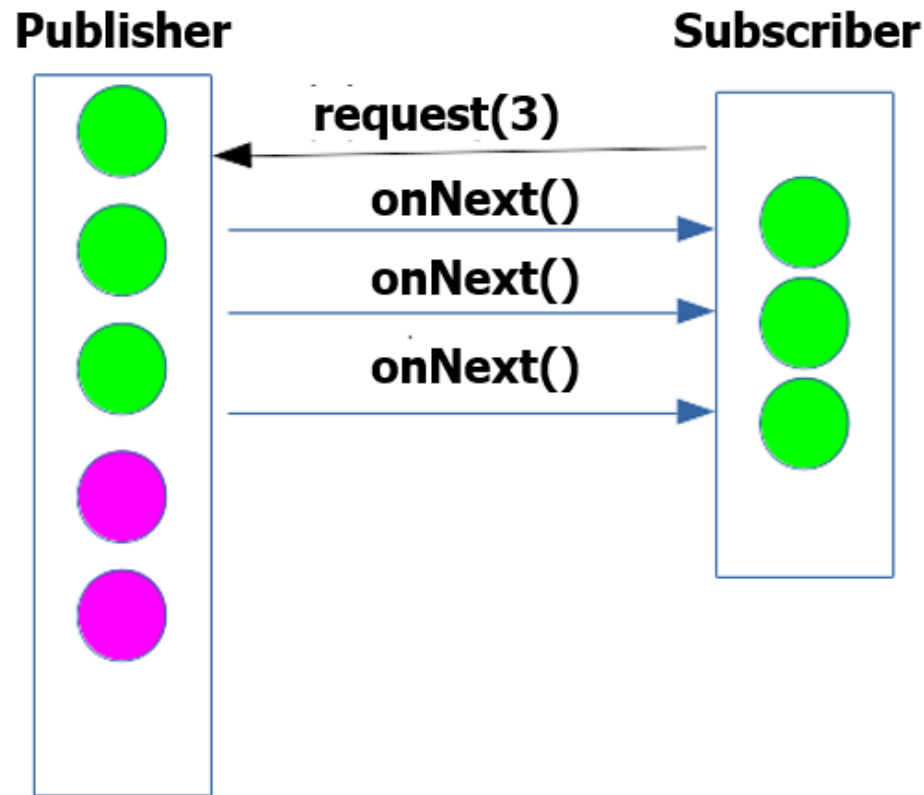 Publisher
Subscriber
request(3)
onNext()
onNext()
onNext()